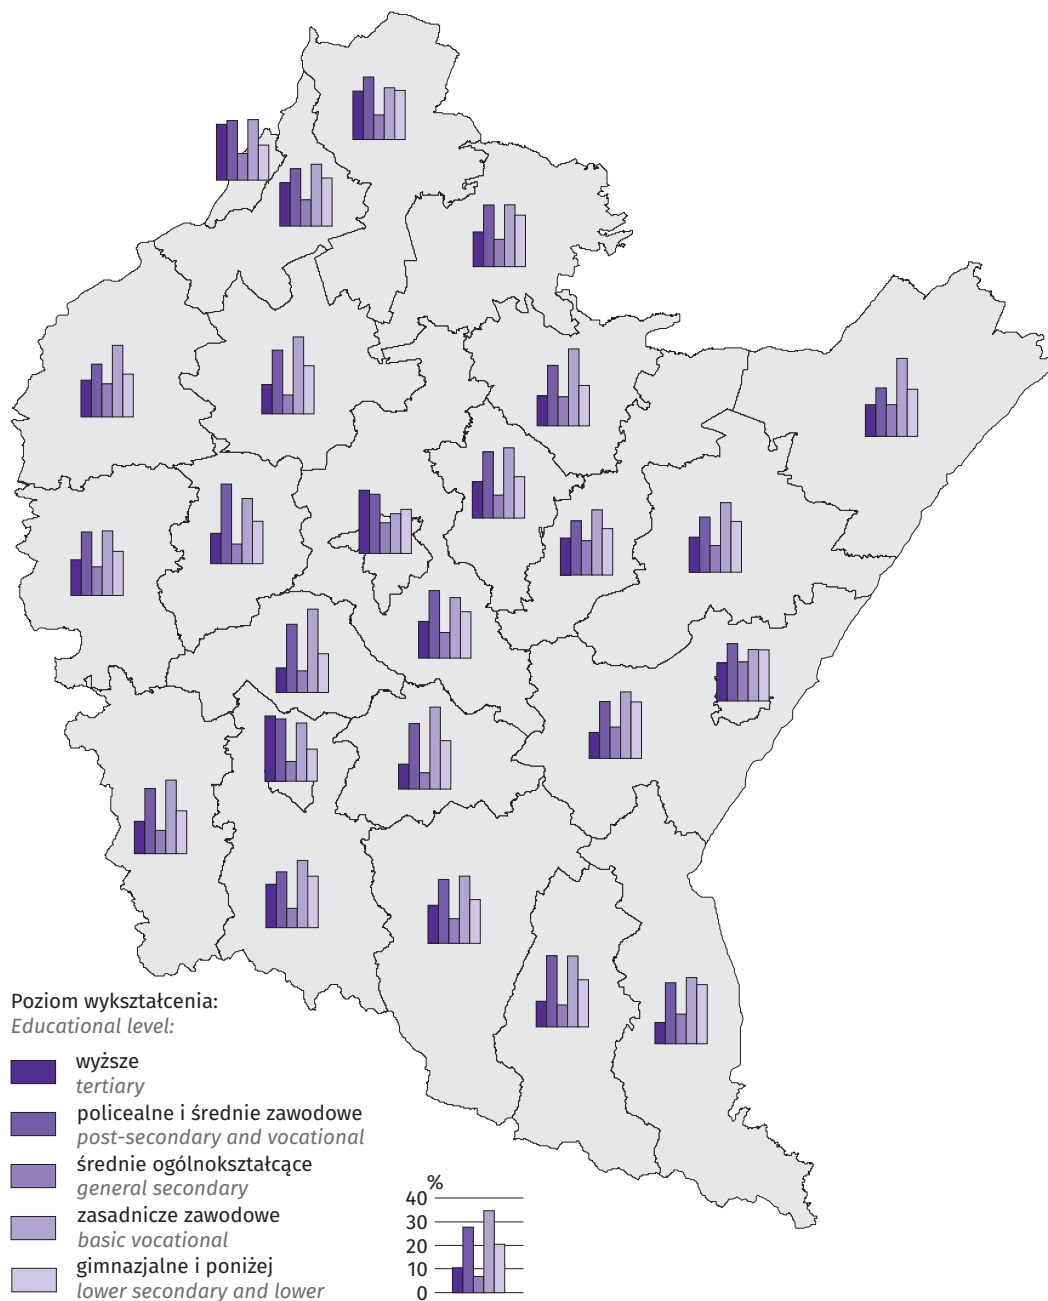 Poziom wykształcenia:
Educational level:
wyższe
tertiary
policealne i średnie zawodowe
post-secondary and vocational
średnie ogólnokształcące
general secondary
zasadnicze zawodowe
basic vocational
gimnazjalne i poniżej
lower secondary and lower
%
40
30
20
10
0